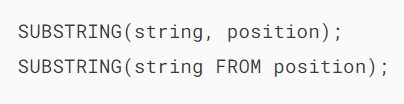 SUBSTRING(string, position);
SUBSTRING(string FROM position);